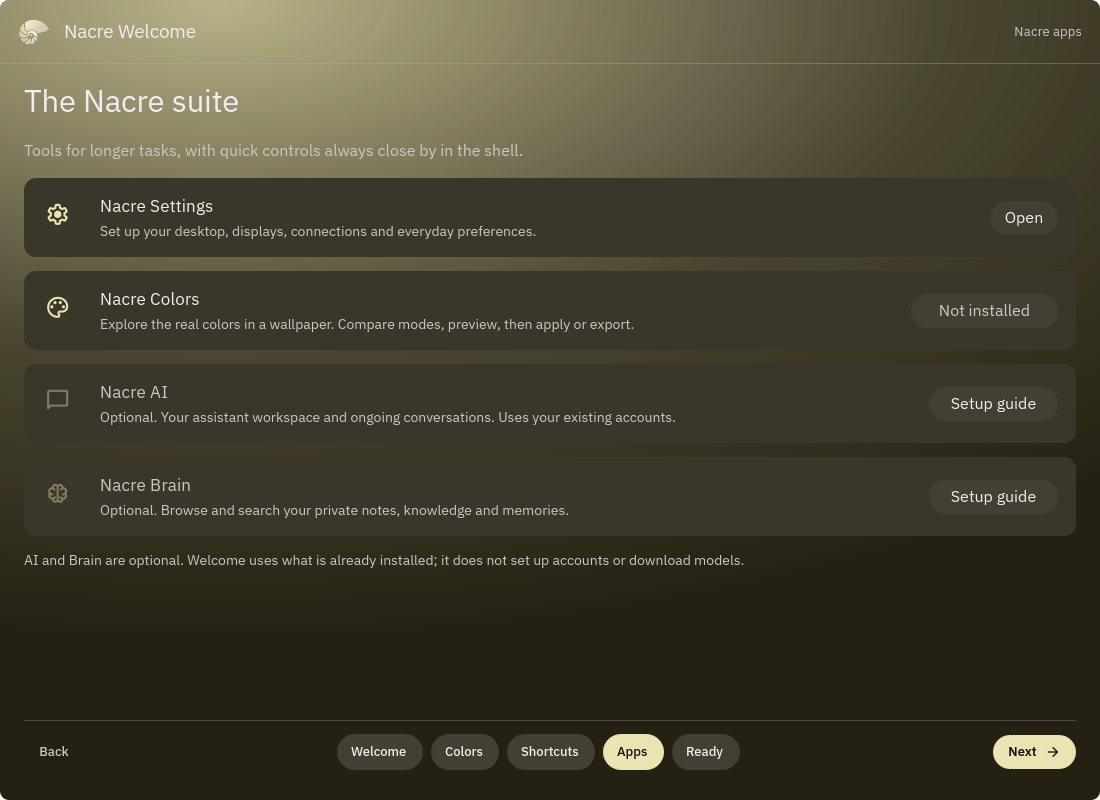 Nacre Welcome
Nacre apps
The Nacre suite
Tools for longer tasks, with quick controls always close by in the shell.
Nacre Settings
Set up your desktop, displays, connections and everyday preferences.
Open
Nacre Colors
Explore the real colors in a wallpaper. Compare modes, preview, then apply or export.
Not installed
Nacre AI
Optional. Your assistant workspace and ongoing conversations. Uses your existing accounts.
Setup guide
Nacre Brain
Optional. Browse and search your private notes, knowledge and memories.
Setup guide
AI and Brain are optional. Welcome uses what is already installed; it does not set up accounts or download models.
Back
Welcome
Colors
Shortcuts
Apps
Ready
Next